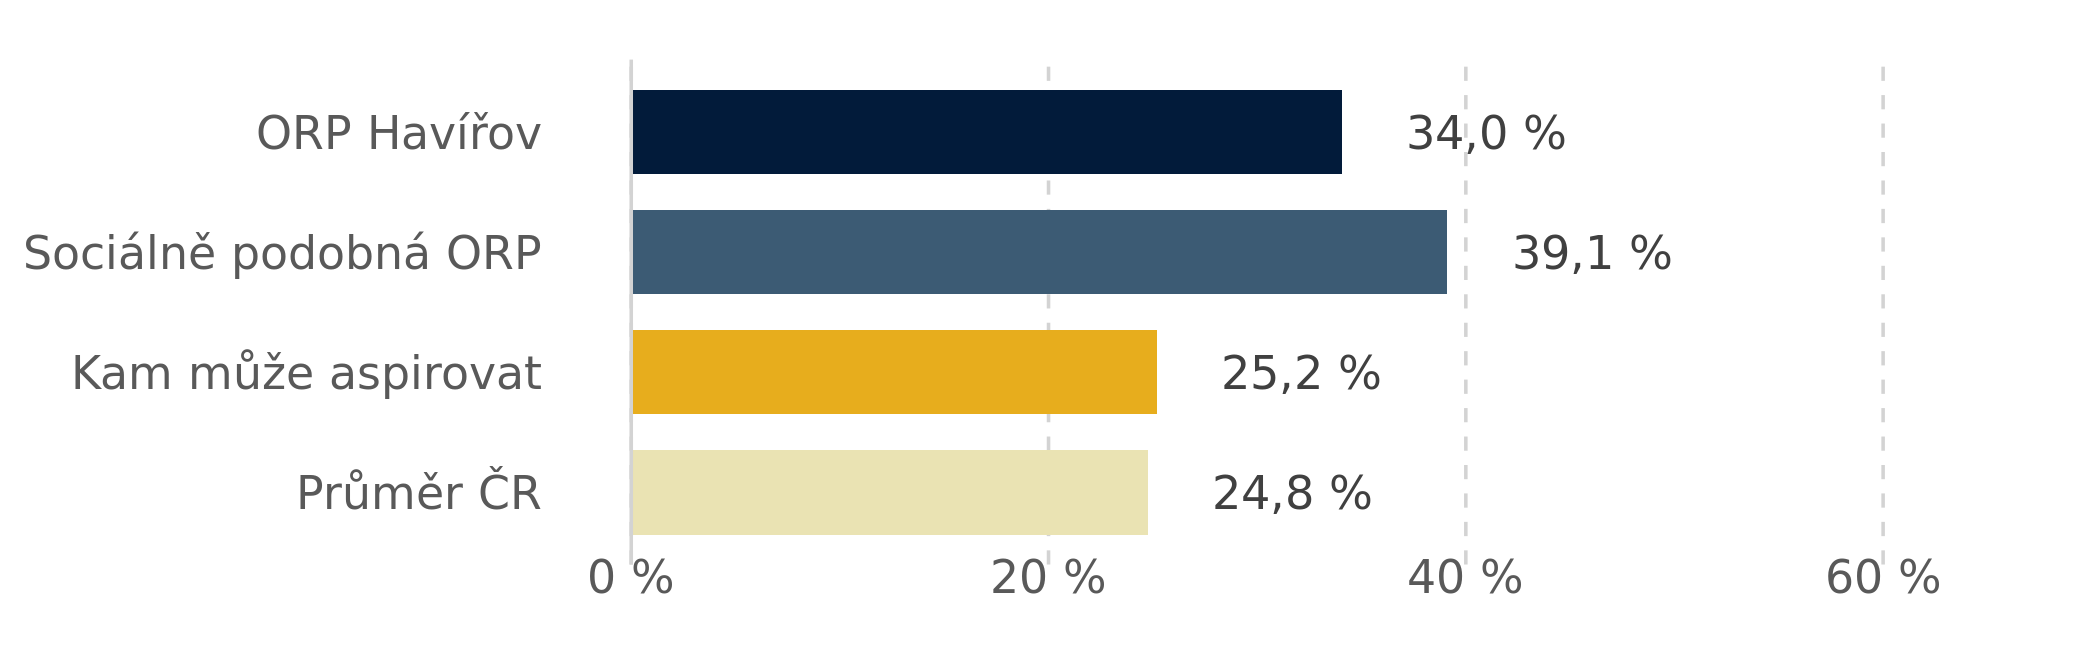 ORP Havířov 34,0 %
Sociálně podobná ORP 39,1 %
Kam může aspirovat 25,2 %
Průměr ČR 24,8 %
0 % 20 % 40 % 60 %